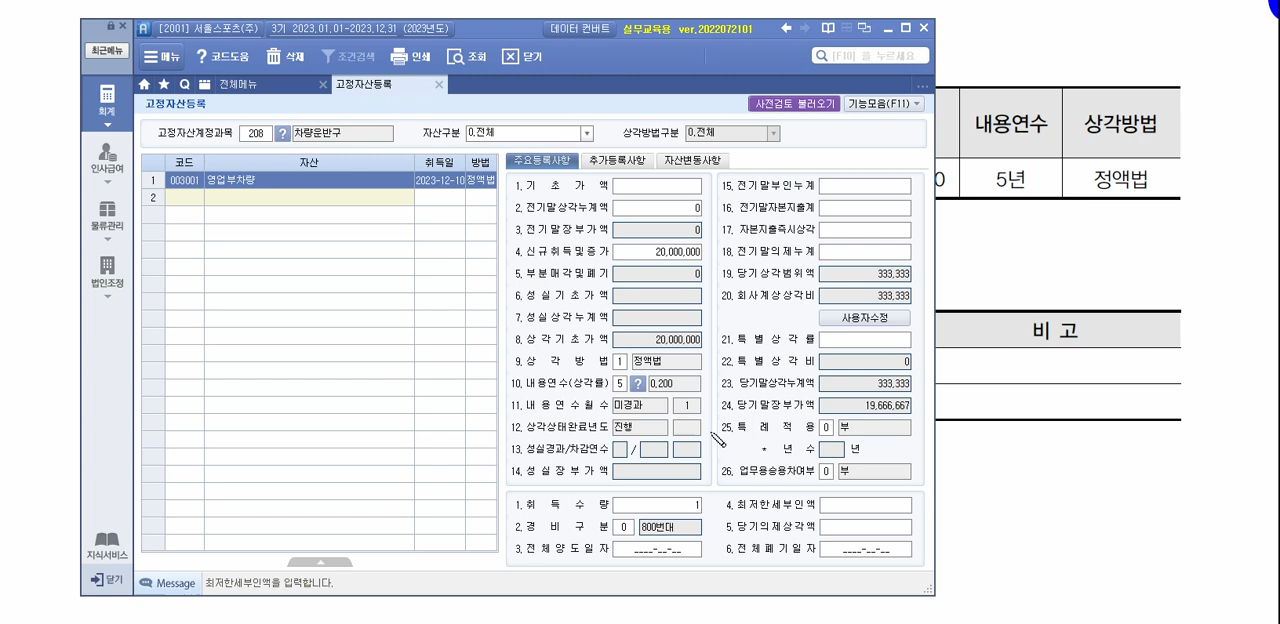 [2001] 서울스포츠(주) 3기 2023.01.01-2023.12.31 (2023년도) 데이터 컨버트 실무교육용 ver.2022072101
최근메뉴
메뉴 코드도움 삭제 조건검색 인쇄 조회 닫기 [F10] 을 누르세요
전체메뉴 고정자산등록
고정자산등록 사전검토 불러오기 기능모음(F11)
고정자산계정과목 208 ? 차량운반구 자산구분 0.전체 상각방법구분 0.전체
코드 자산 취득일 방법
1 003001 영업부차량 2023-12-10 정액법
2
회계
인사급여
물류관리
법인조정
지식서비스
닫기
주요등록사항 추가등록사항 자산변동사항
1. 기초가액
2. 전기말상각누계액 0
3. 전기말장부가액 0
4. 신규취득및증가 20,000,000
5. 부분매각및폐기 0
6. 성실기초가액
7. 성실상각누계액
8. 상각기초가액 20,000,000
9. 상각방법 1 정액법
10. 내용연수(상각률) 5 ? 0.200
11. 내용연수월수 미경과 1
12. 상각상태완료년도 진행
13. 성실경과/차감연수 /
14. 성실장부가액
15. 전기말부인누계
16. 전기말자본지출계
17. 자본지출즉시상각
18. 전기말의제누계
19. 당기상각범위액 333,333
20. 회사계상상각비 333,333
사용자수정
21. 특별상각률
22. 특별상각비 0
23. 당기말상각누계액 333,333
24. 당기말장부가액 19,666,667
25. 특례적용 0 부
* 년수 년
26. 업무용승용차여부 0 부
1. 취득수량 1
2. 경비구분 0 800번대
3. 전체양도일자 ____-__-__
4. 최저한세부인액
5. 당기의제상각액
6. 전체폐기일자 ____-__-__
Message 최저한세부인액을 입력합니다.
내용연수 상각방법
0 5년 정액법
비 고